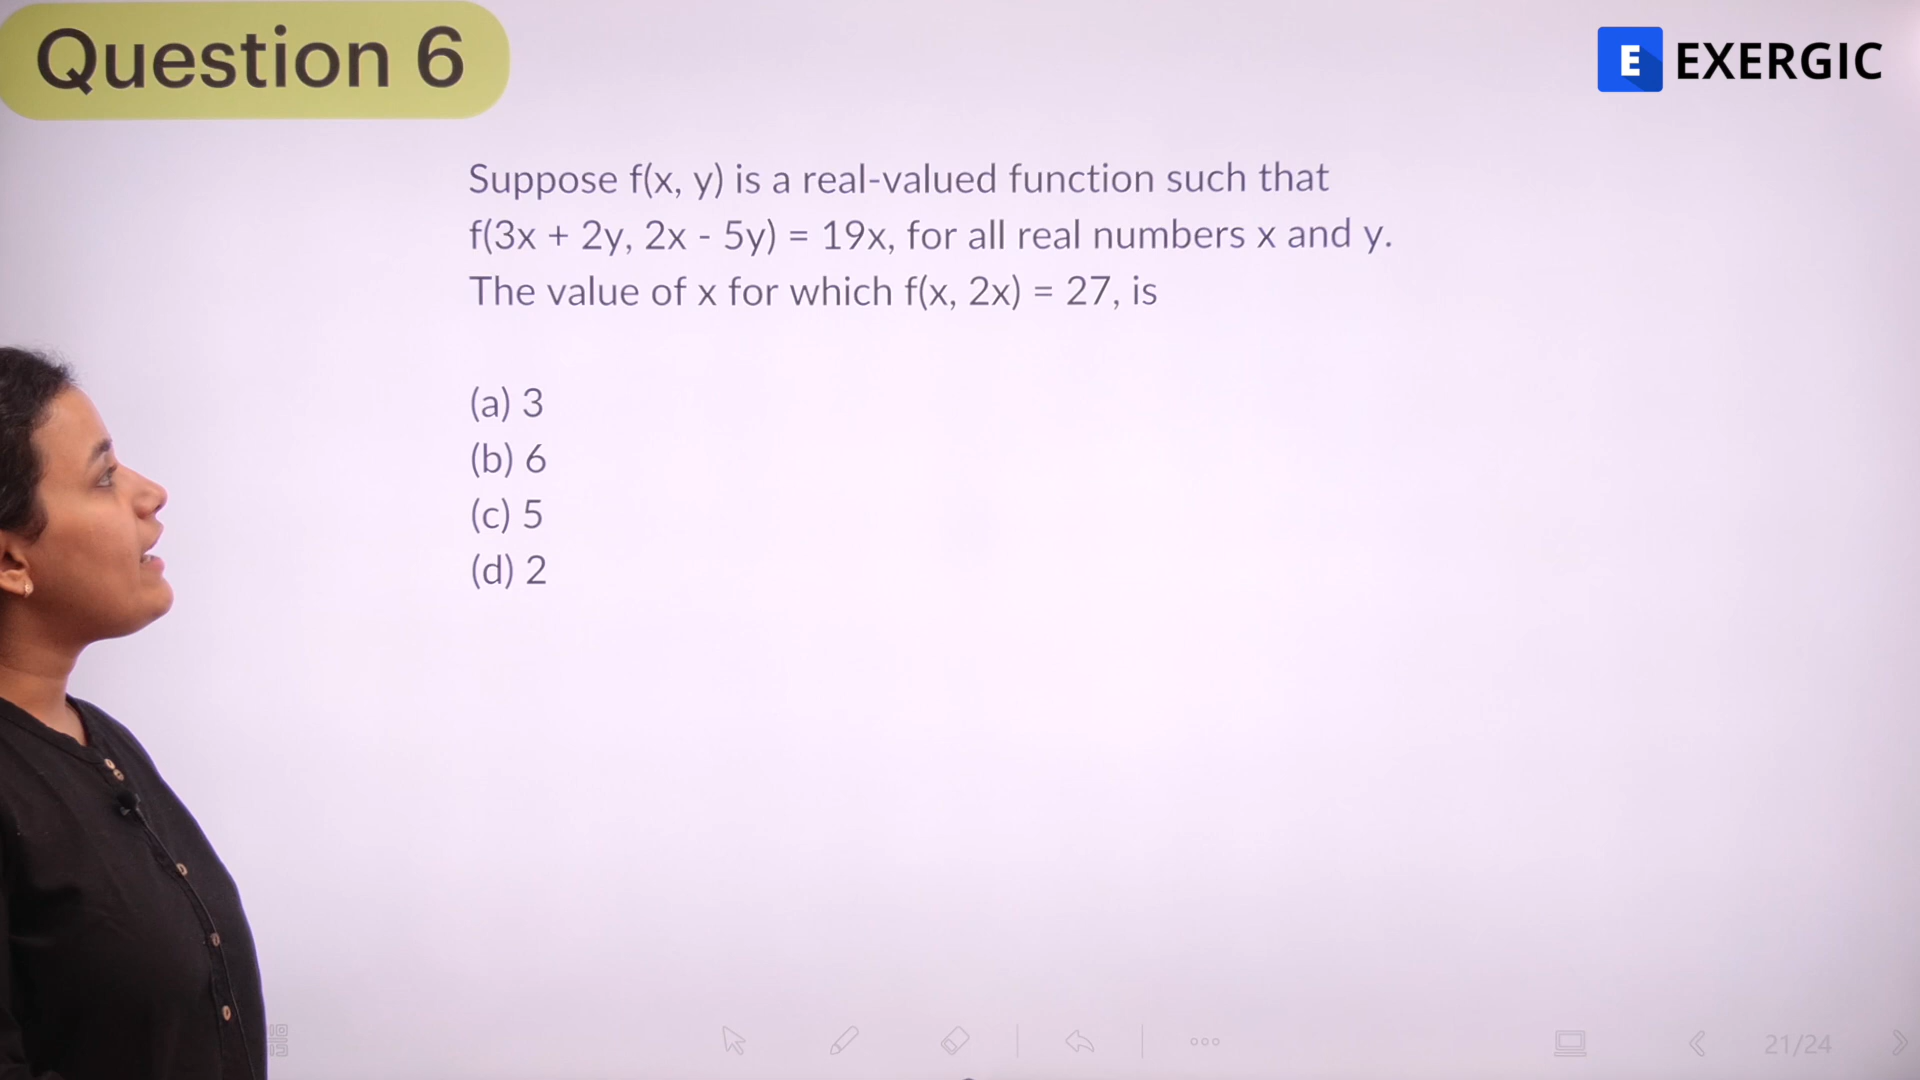 Question 6
E EXERGIC
Suppose f(x, y) is a real-valued function such that
f(3x + 2y, 2x - 5y) = 19x, for all real numbers x and y.
The value of x for which f(x, 2x) = 27, is
(a) 3
(b) 6
(c) 5
(d) 2
21/24